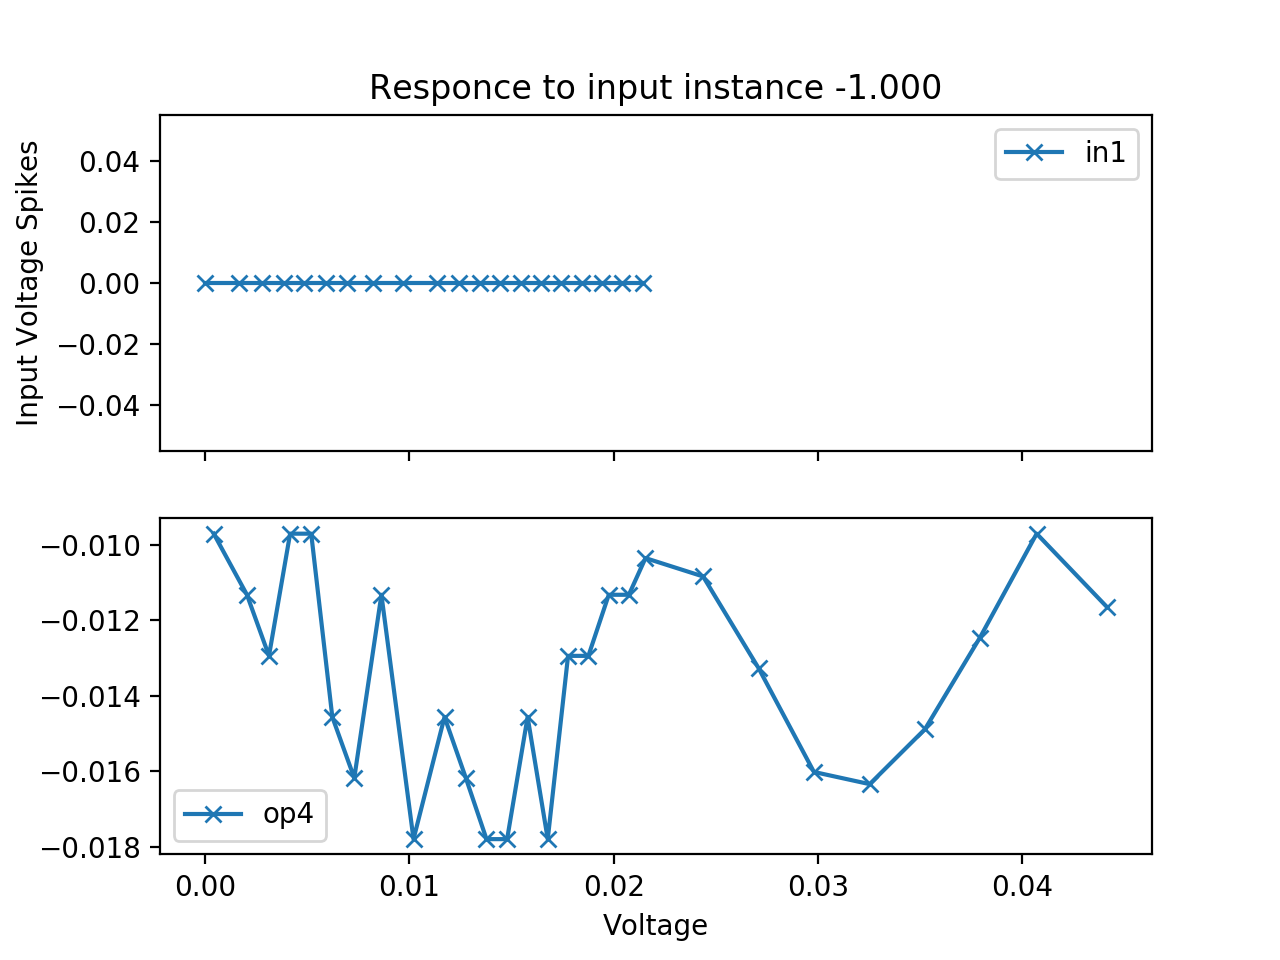 Responce to input instance -1.000
Input Voltage Spikes
0.04
0.02
0.00
−0.02
−0.04
in1
−0.010
−0.012
−0.014
−0.016
−0.018
op4
0.00 0.01 0.02 0.03 0.04
Voltage